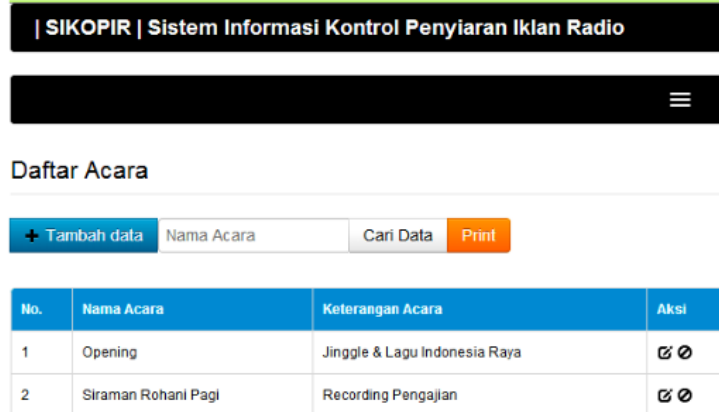 | SIKOPIR | Sistem Informasi Kontrol Penyiaran Iklan Radio
Daftar Acara
+ Tambah data Nama Acara Cari Data Print
No. Nama Acara Keterangan Acara Aksi
1 Opening Jinggle & Lagu Indonesia Raya
2 Siraman Rohani Pagi Recording Pengajian